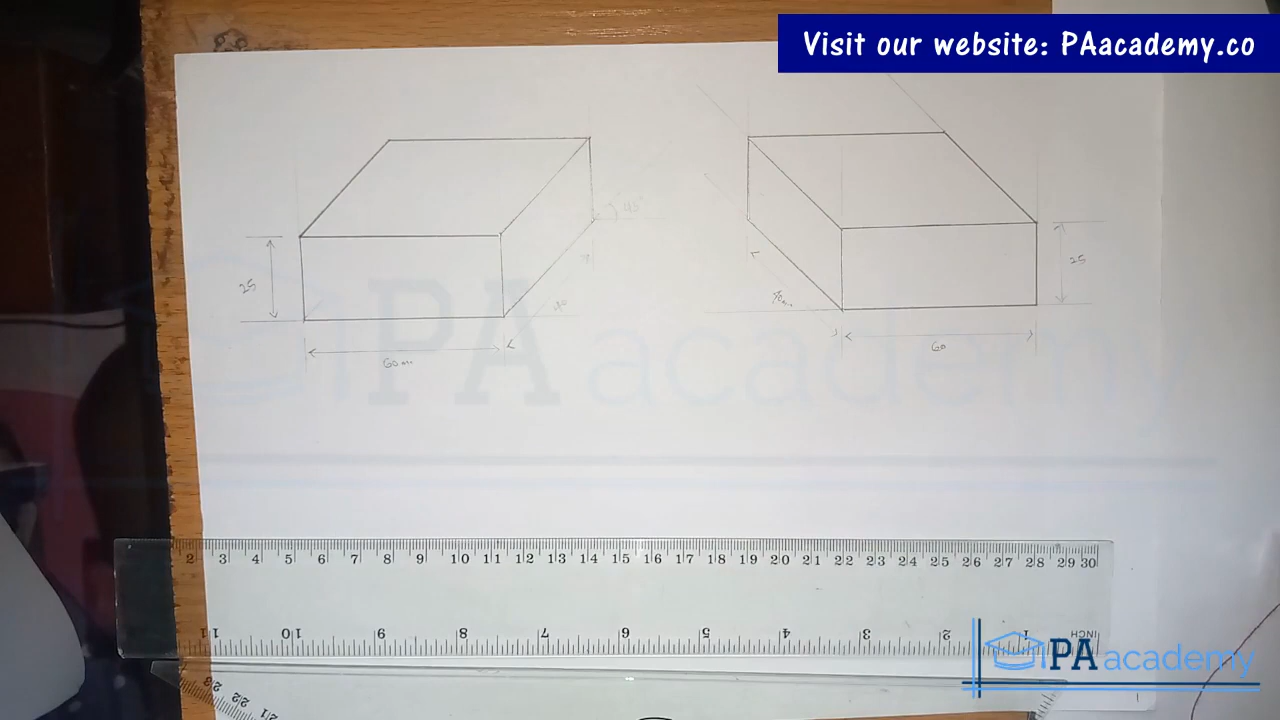 Visit our website: PAacademy.co
45°
25
40
60mm
25
40mm
60
PA academy
2 3 4 5 6 7 8 9 10 11 12 13 14 15 16 17 18 19 20 21 22 23 24 25 26 27 28 29 30
11 10 9 8 7 6 5 4 3 2 1 INCH
PA academy
23 22 21